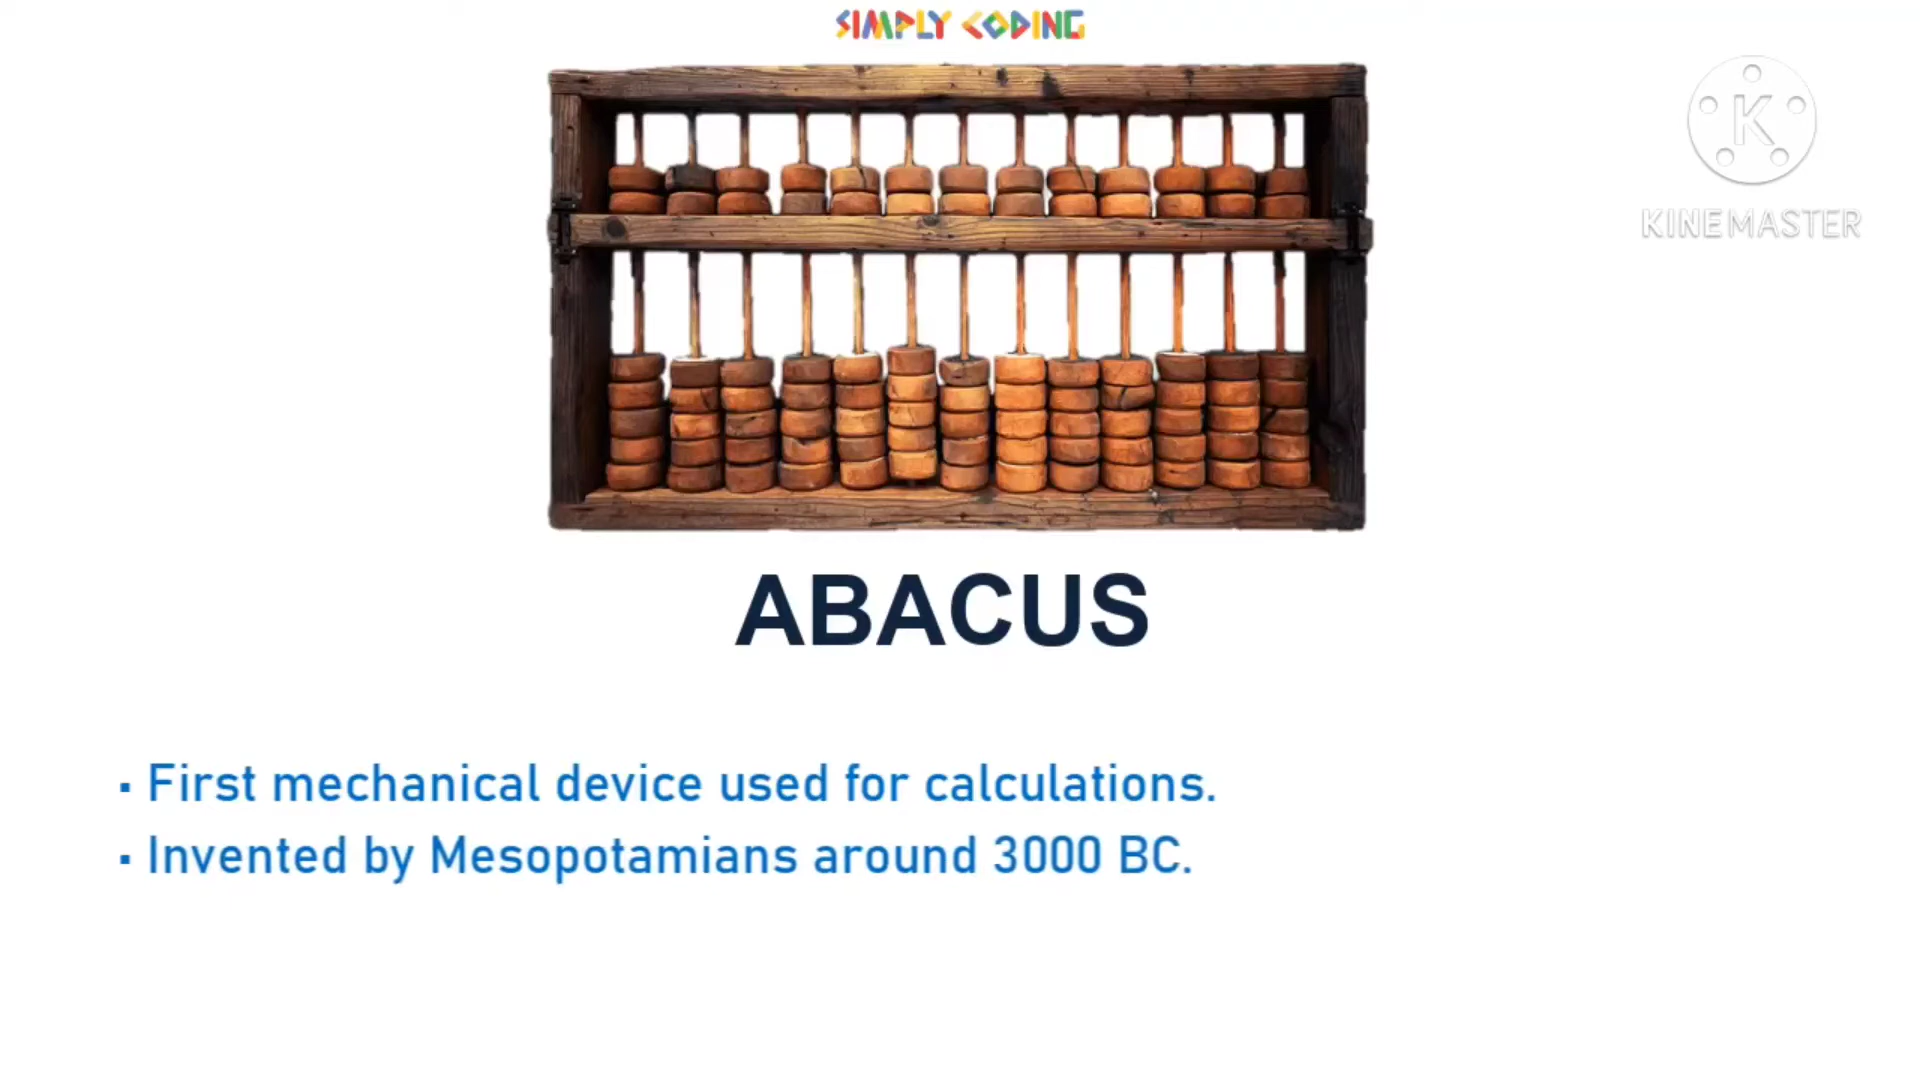 SIMPLY CODING
K
KINEMASTER
ABACUS
▪ First mechanical device used for calculations.
▪ Invented by Mesopotamians around 3000 BC.